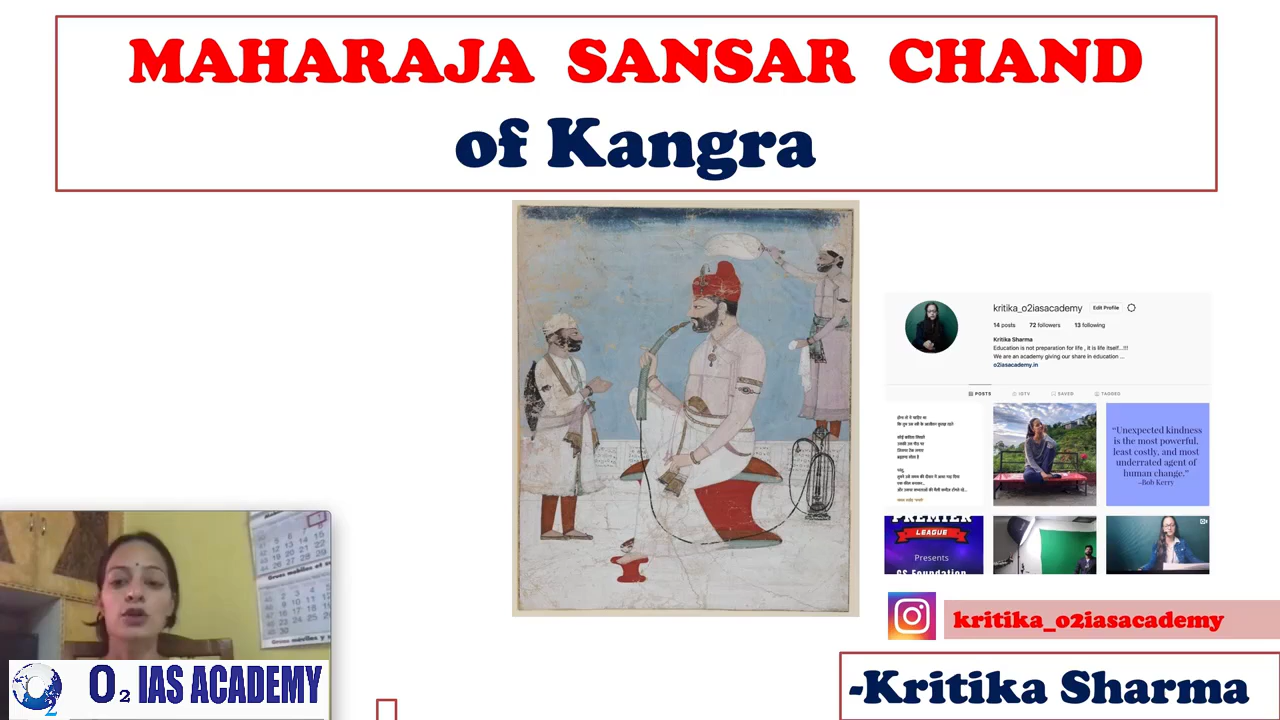 MAHARAJA SANSAR CHAND
of Kangra
kritika_o2iasacademy Edit Profile
14 posts 72 followers 13 following
Kritika Sharma
Education is not preparation for life , it is life itself...!!!
We are an academy giving our share in education ...
o2iasacademy.in
POSTS IGTV SAVED TAGGED
“Unexpected kindness
is the most powerful,
least costly, and most
underrated agent of
human change.”
–Bob Kerry
PREMIER
LEAGUE
Presents
GS Foundation
kritika_o2iasacademy
-Kritika Sharma
O2 IAS ACADEMY